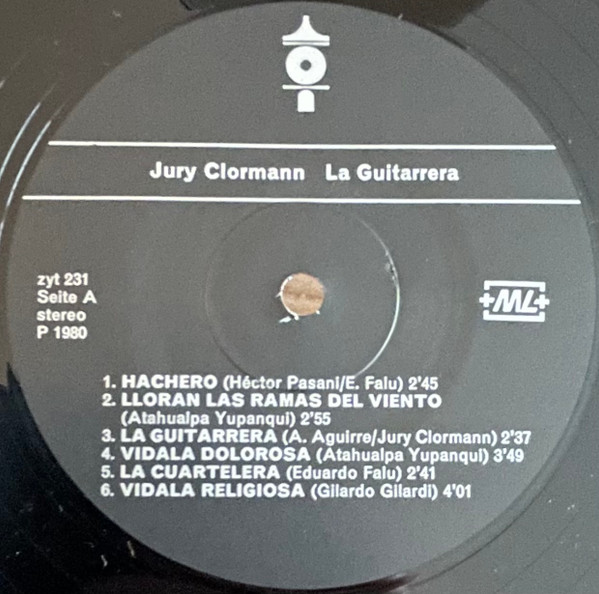 Jury Clormann La Guitarrera
zyt 231
Seite A
stereo
P 1980
+ML+
1. HACHERO (Héctor Pasani/E. Falu) 2'45
2. LLORAN LAS RAMAS DEL VIENTO
(Atahualpa Yupanqui) 2'55
3. LA GUITARRERA (A. Aguirre/Jury Clormann) 2'37
4. VIDALA DOLOROSA (Atahualpa Yupanqui) 3'49
5. LA CUARTELERA (Eduardo Falu) 2'41
6. VIDALA RELIGIOSA (Gilardo Gilardi) 4'01